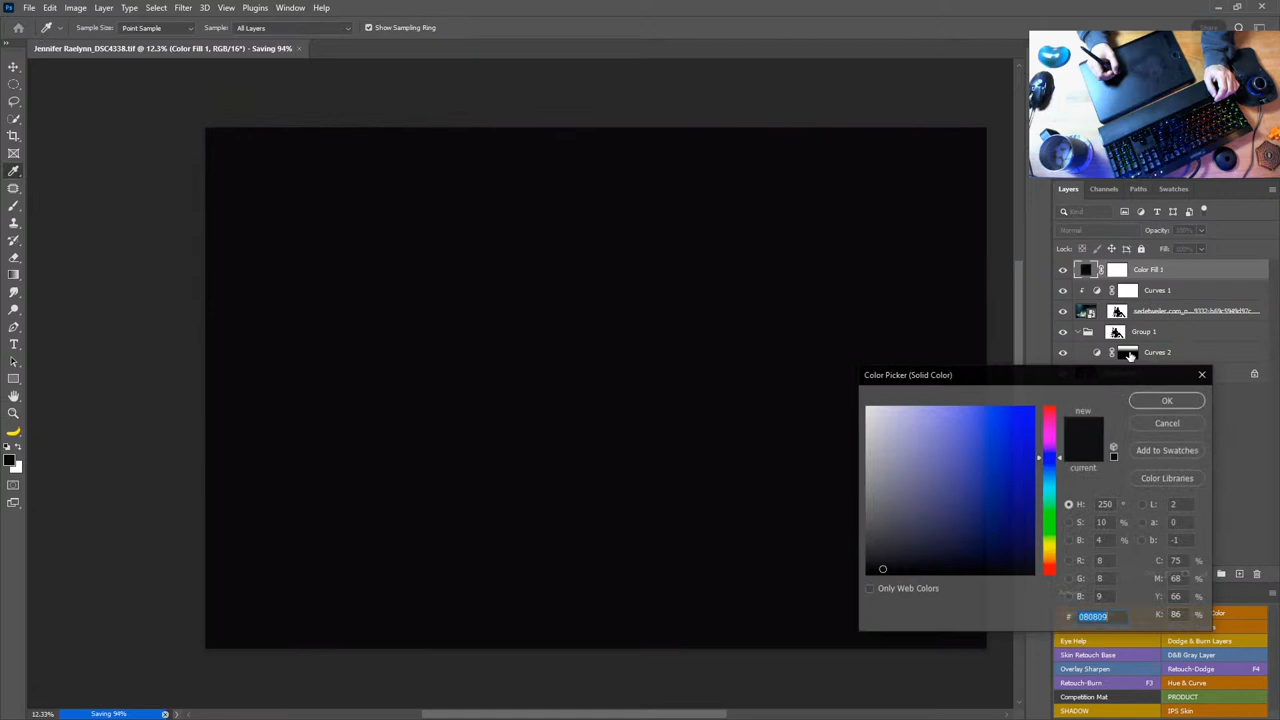 File Edit Image Layer Type Select Filter 3D View Plugins Window Help
Sample Size: Point Sample Sample: All Layers Show Sampling Ring Share
Jennifer Raelynn_DSC4338.tif @ 12.3% (Color Fill 1, RGB/16*) - Saving 94%
Layers Channels Paths Swatches
Kind
Normal Opacity: 100%
Lock: Fill: 100%
Color Fill 1
Curves 1
Group 1
Curves 2
Color Picker (Solid Color)
new
current
OK
Cancel
Add to Swatches
Color Libraries
H: 250 ° L: 2
S: 10 % a: 0
B: 4 % b: -1
R: 8 C: 75 %
G: 8 M: 68 %
B: 9 Y: 66 %
# 080809 K: 86 %
Only Web Colors
Color
Eye Help Dodge & Burn Layers
Skin Retouch Base D&B Gray Layer
Overlay Sharpen Retouch-Dodge F4
Retouch-Burn F3 Hue & Curve
Competition Mat PRODUCT
SHADOW IPS Skin
12.33% Saving 94%